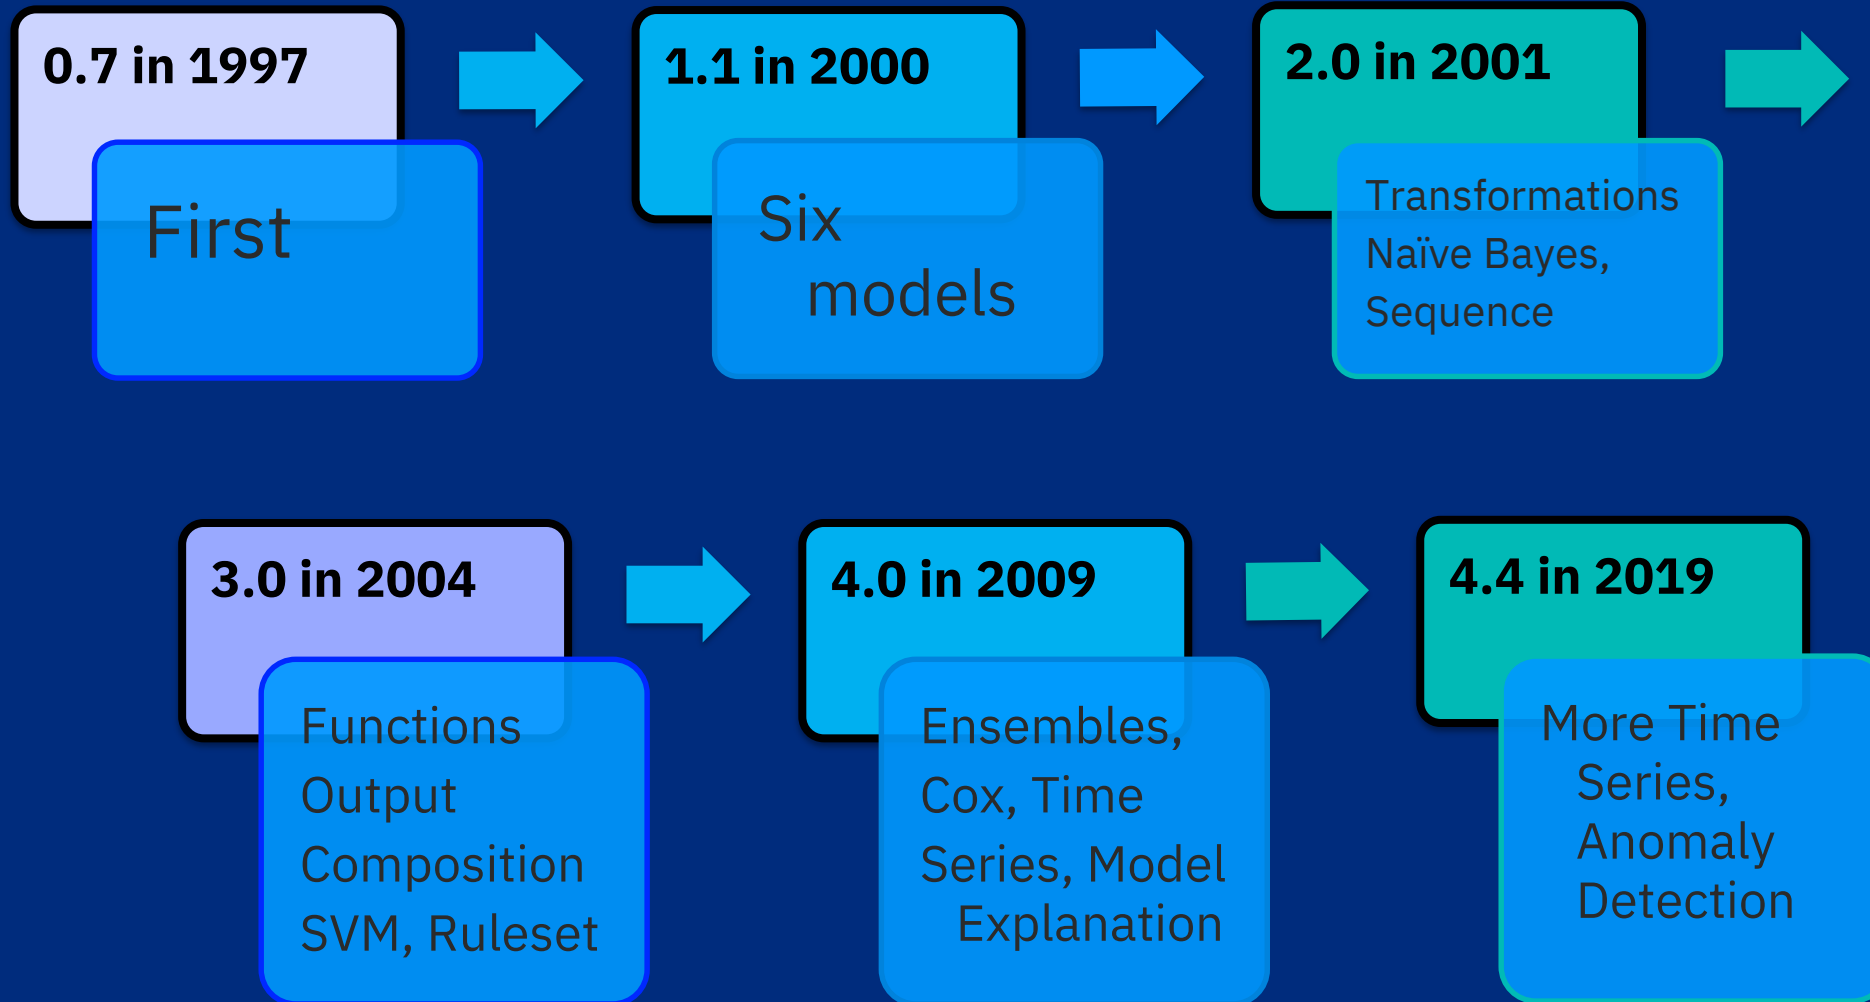 0.7 in 1997
First
1.1 in 2000
Six
models
2.0 in 2001
Transformations
Naïve Bayes,
Sequence
3.0 in 2004
Functions
Output
Composition
SVM, Ruleset
4.0 in 2009
Ensembles,
Cox, Time
Series, Model
Explanation
4.4 in 2019
More Time
Series,
Anomaly
Detection